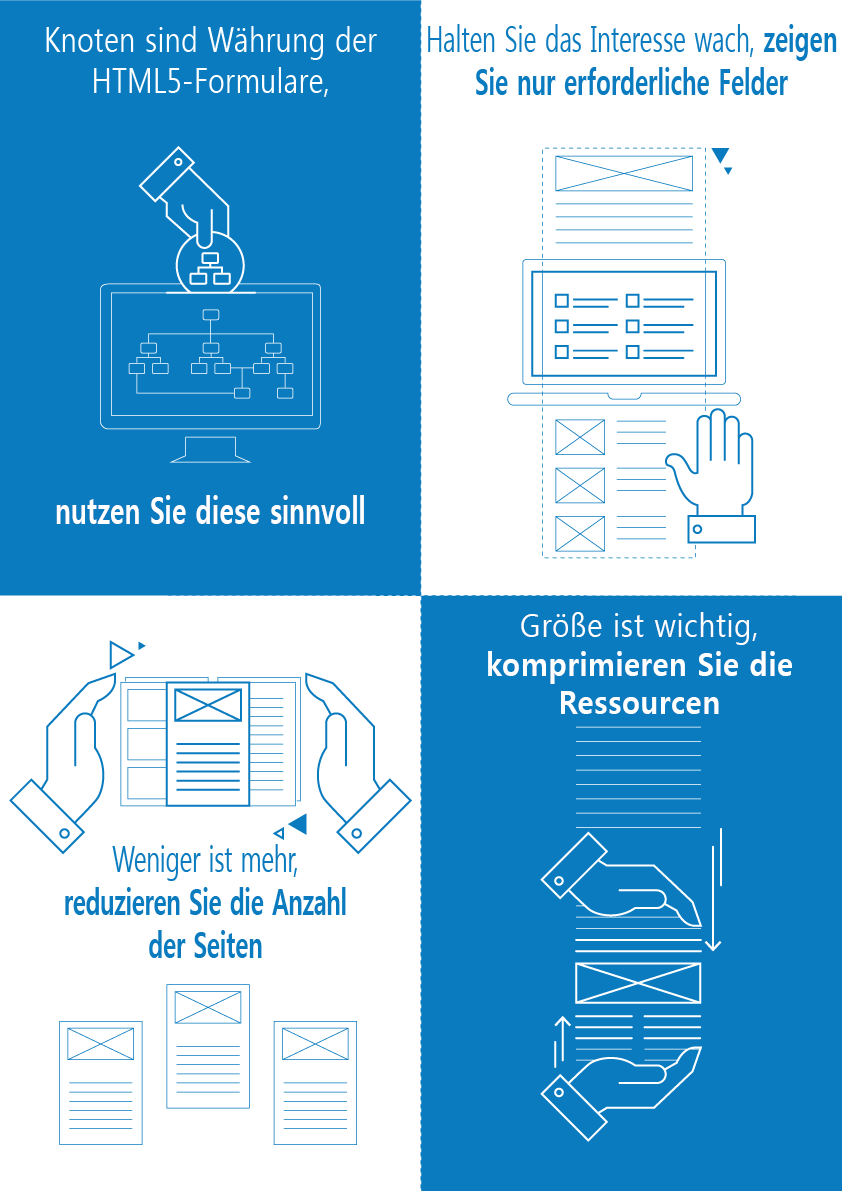 Knoten sind Währung der
HTML5-Formulare,
nutzen Sie diese sinnvoll
Halten Sie das Interesse wach, zeigen
Sie nur erforderliche Felder
Weniger ist mehr,
reduzieren Sie die Anzahl
der Seiten
Größe ist wichtig,
komprimieren Sie die
Ressourcen